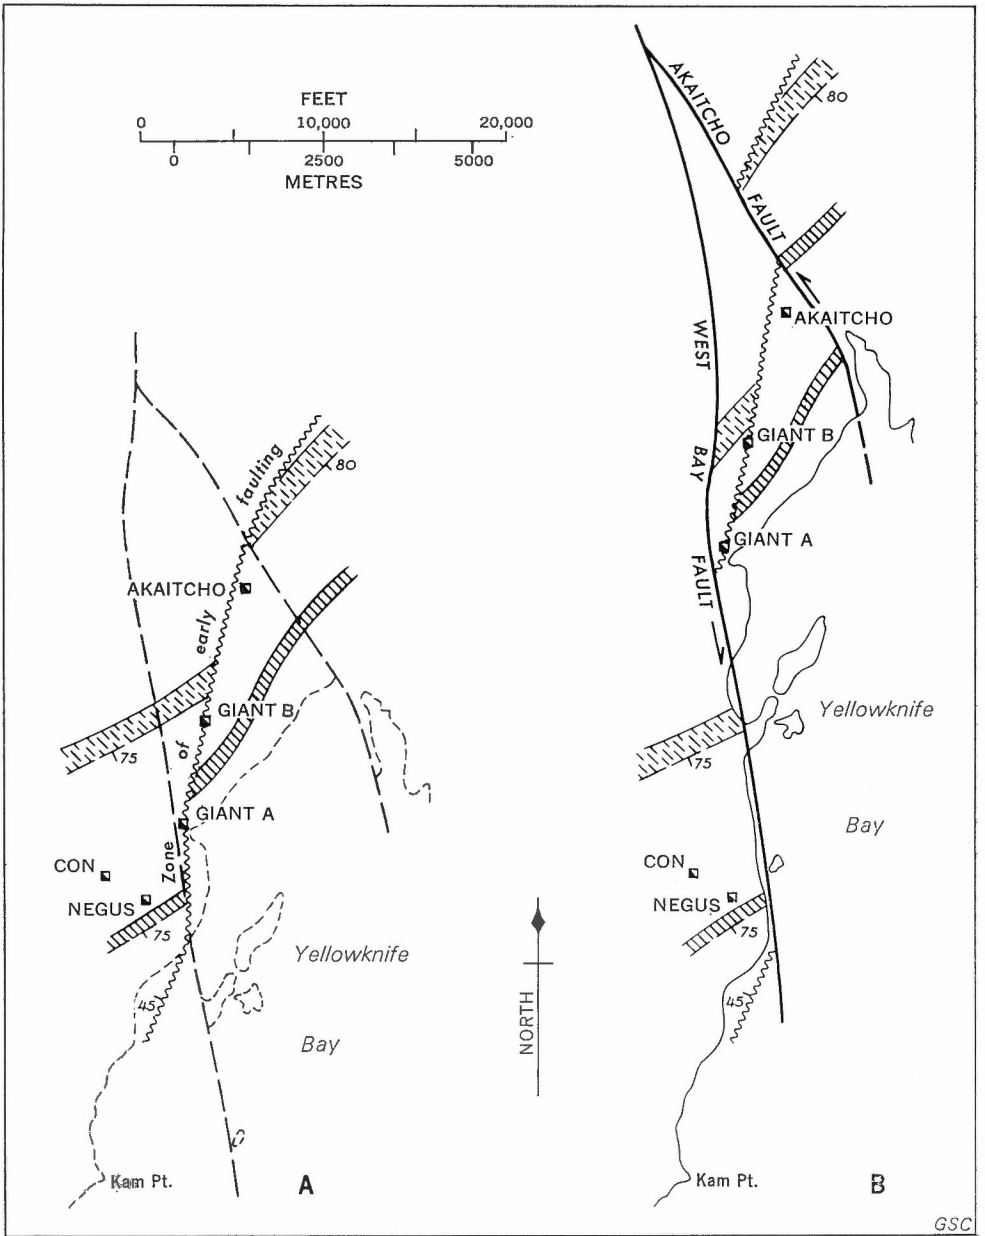 FEET
0 10,000 20,000
0 2500 5000
METRES
faulting
80
AKAITCHO
early
GIANT B
of
75
GIANT A
Zone
CON
NEGUS
75
Yellowknife
45
Bay
Kam Pt.
A
NORTH
AKAITCHO
FAULT
80
AKAITCHO
WEST
BAY
FAULT
GIANT B
GIANT A
Yellowknife
75
Bay
CON
NEGUS
75
45
Kam Pt.
B
GSC